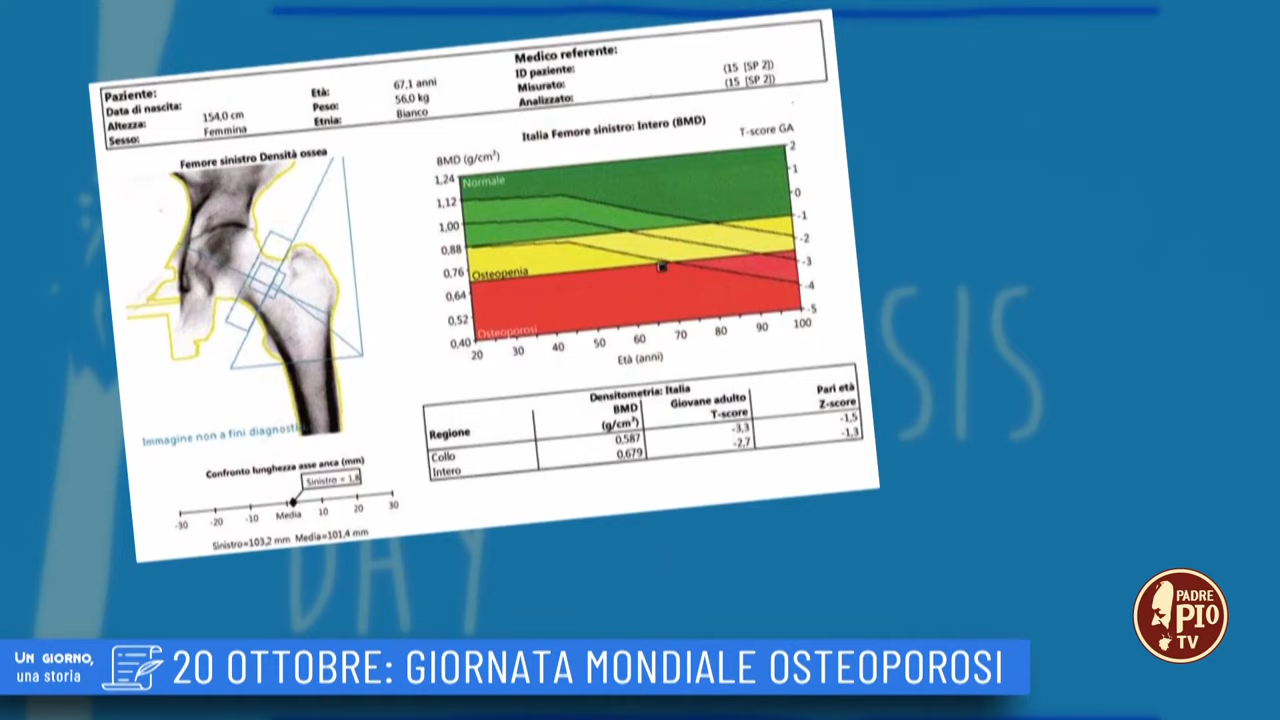 Paziente:
Data di nascita:
Altezza:
154,0 cm
Sesso:
Femmina
Età:
67,1 anni
Peso:
56,0 kg
Etnia:
Bianco
Medico referente:
ID paziente:
Misurato:
(15 [SP 2])
Analizzato:
(15 [SP 2])
Femore sinistro Densità ossea
Immagine non a fini diagnosti
Confronto lunghezza asse anca (mm)
Sinistro = 1,8
-30 -20 -10 Media 10 20 30
Sinistro=103,2 mm Media=101,4 mm
Italia Femore sinistro: Intero (BMD)
BMD (g/cm²)
T-score GA
1,24
1,12
1,00
0,88
0,76
0,64
0,52
0,40
Normale
Osteopenia
Osteoporosi
2
1
0
-1
-2
-3
-4
-5
20 30 40 50 60 70 80 90 100
Età (anni)
Densitometria: Italia
Regione
BMD
(g/cm²)
Giovane adulto
T-score
Pari età
Z-score
Collo 0,587 -3,3 -1,5
Intero 0,679 -2,7 -1,3
SIS
DAY
PADRE
PIO
TV
UN GIORNO,
una storia
20 OTTOBRE: GIORNATA MONDIALE OSTEOPOROSI